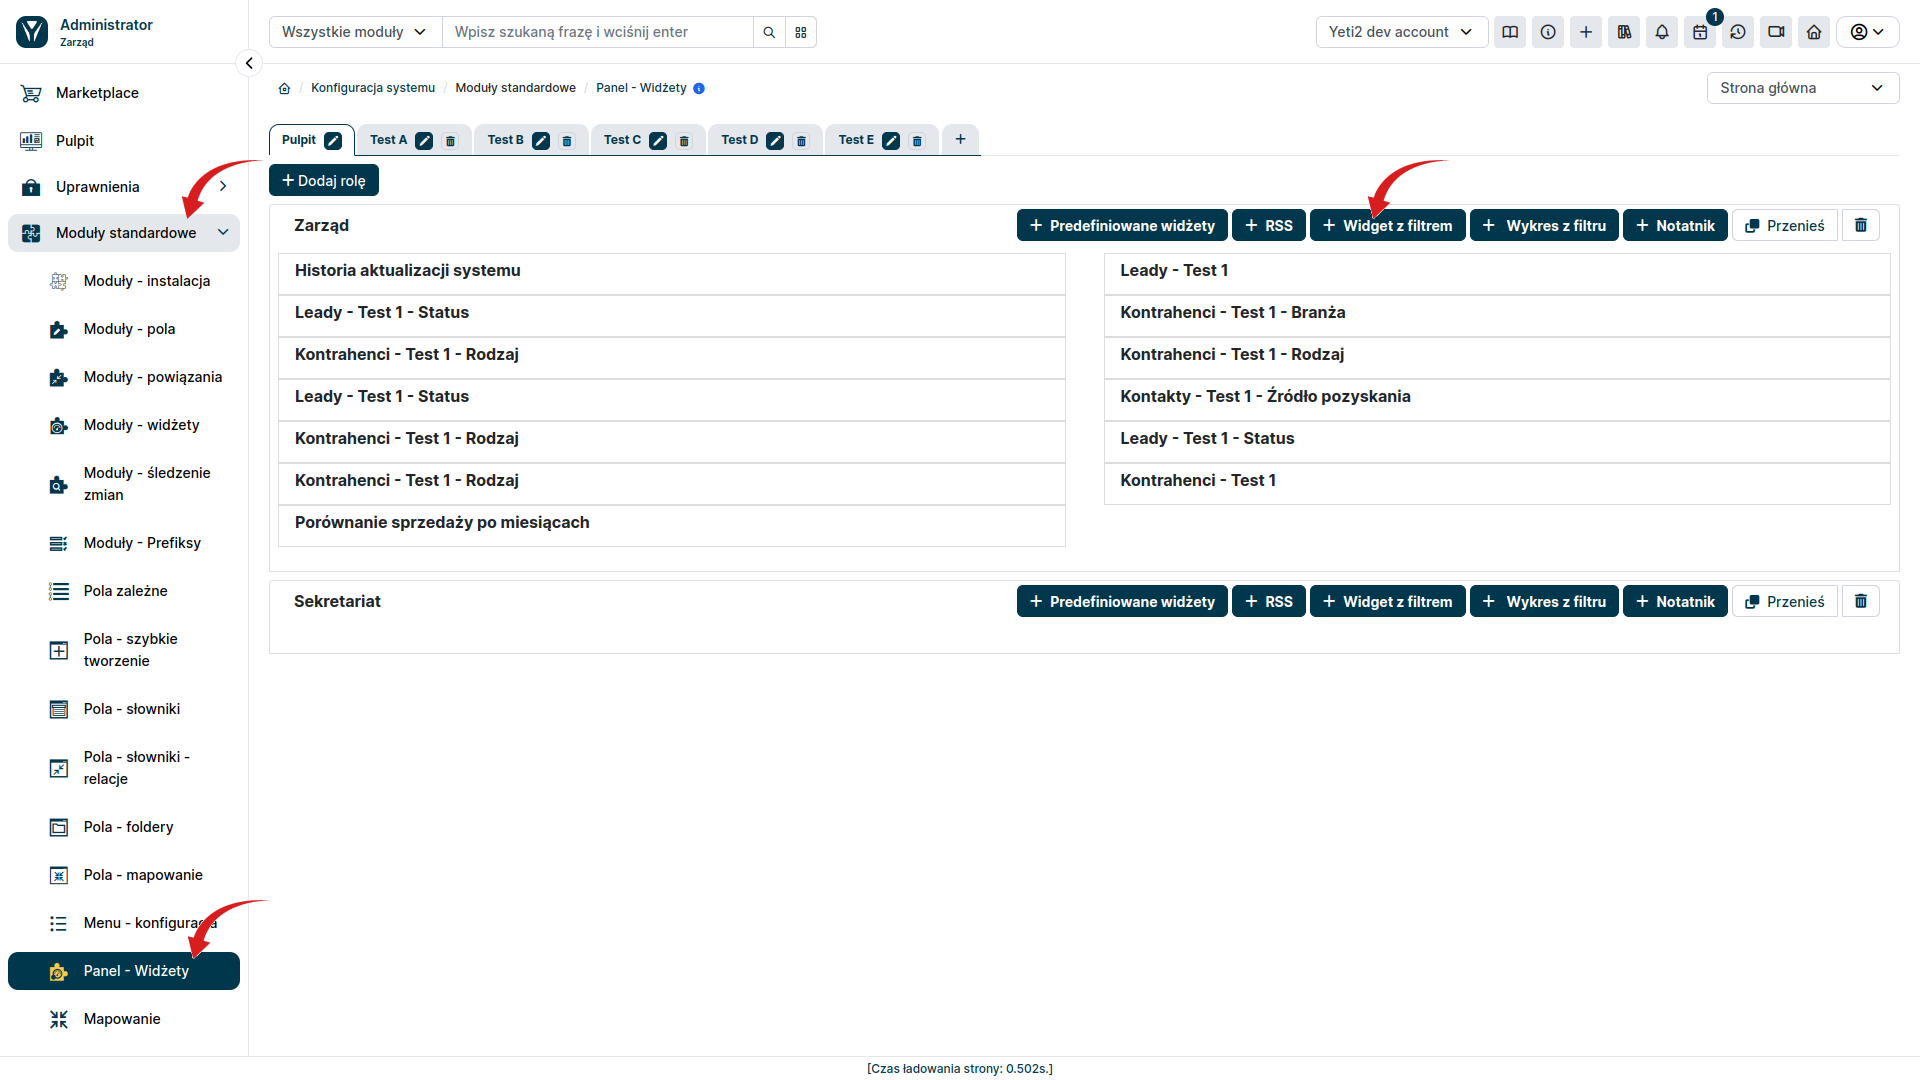 Administrator
Zarząd
Wszystkie moduły
Wpisz szukaną frazę i wciśnij enter
Yeti2 dev account
1
Marketplace
Pulpit
Uprawnienia
Moduły standardowe
Moduły - instalacja
Moduły - pola
Moduły - powiązania
Moduły - widżety
Moduły - śledzenie
zmian
Moduły - Prefiksy
Pola zależne
Pola - szybkie
tworzenie
Pola - słowniki
Pola - słowniki -
relacje
Pola - foldery
Pola - mapowanie
Menu - konfiguracja
Panel - Widżety
Mapowanie
/ Konfiguracja systemu / Moduły standardowe / Panel - Widżety
Strona główna
Pulpit Test A Test B Test C Test D Test E +
+ Dodaj rolę
Zarząd
+ Predefiniowane widżety + RSS + Widget z filtrem + Wykres z filtru + Notatnik Przenieś
Historia aktualizacji systemu
Leady - Test 1 - Status
Kontrahenci - Test 1 - Rodzaj
Leady - Test 1 - Status
Kontrahenci - Test 1 - Rodzaj
Kontrahenci - Test 1 - Rodzaj
Porównanie sprzedaży po miesiącach
Leady - Test 1
Kontrahenci - Test 1 - Branża
Kontrahenci - Test 1 - Rodzaj
Kontakty - Test 1 - Źródło pozyskania
Leady - Test 1 - Status
Kontrahenci - Test 1
Sekretariat
+ Predefiniowane widżety + RSS + Widget z filtrem + Wykres z filtru + Notatnik Przenieś
[Czas ładowania strony: 0.502s.]